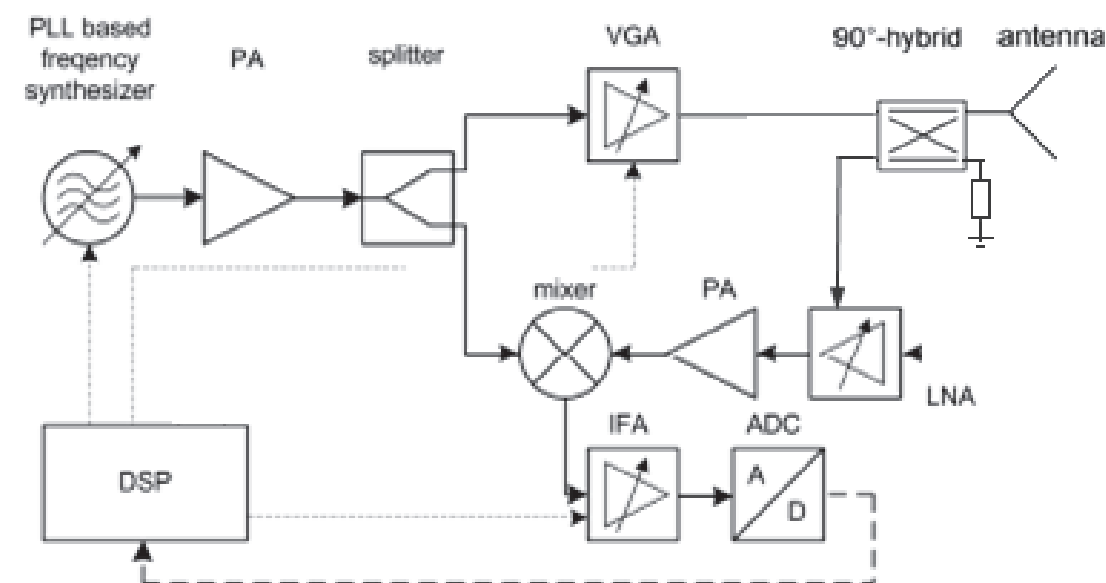 PLL based
freqency
synthesizer
PA
splitter
VGA
90°-hybrid
antenna
mixer
PA
LNA
IFA
ADC
DSP
A
D